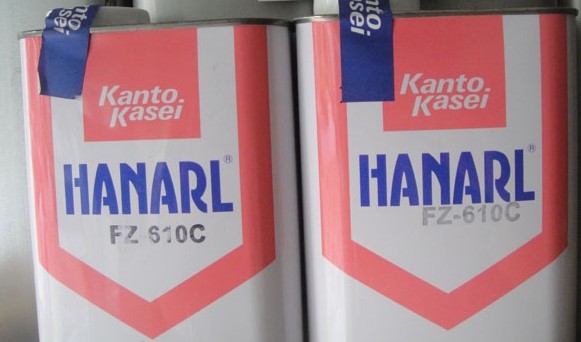 Kanto
Kasei
HANARL®
FZ-610C
Kanto
Kasei
HANARL®
FZ-610C